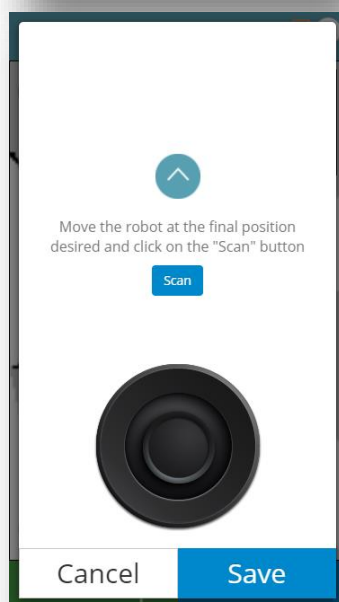 Move the robot at the final position
desired and click on the "Scan" button
Scan
Cancel
Save